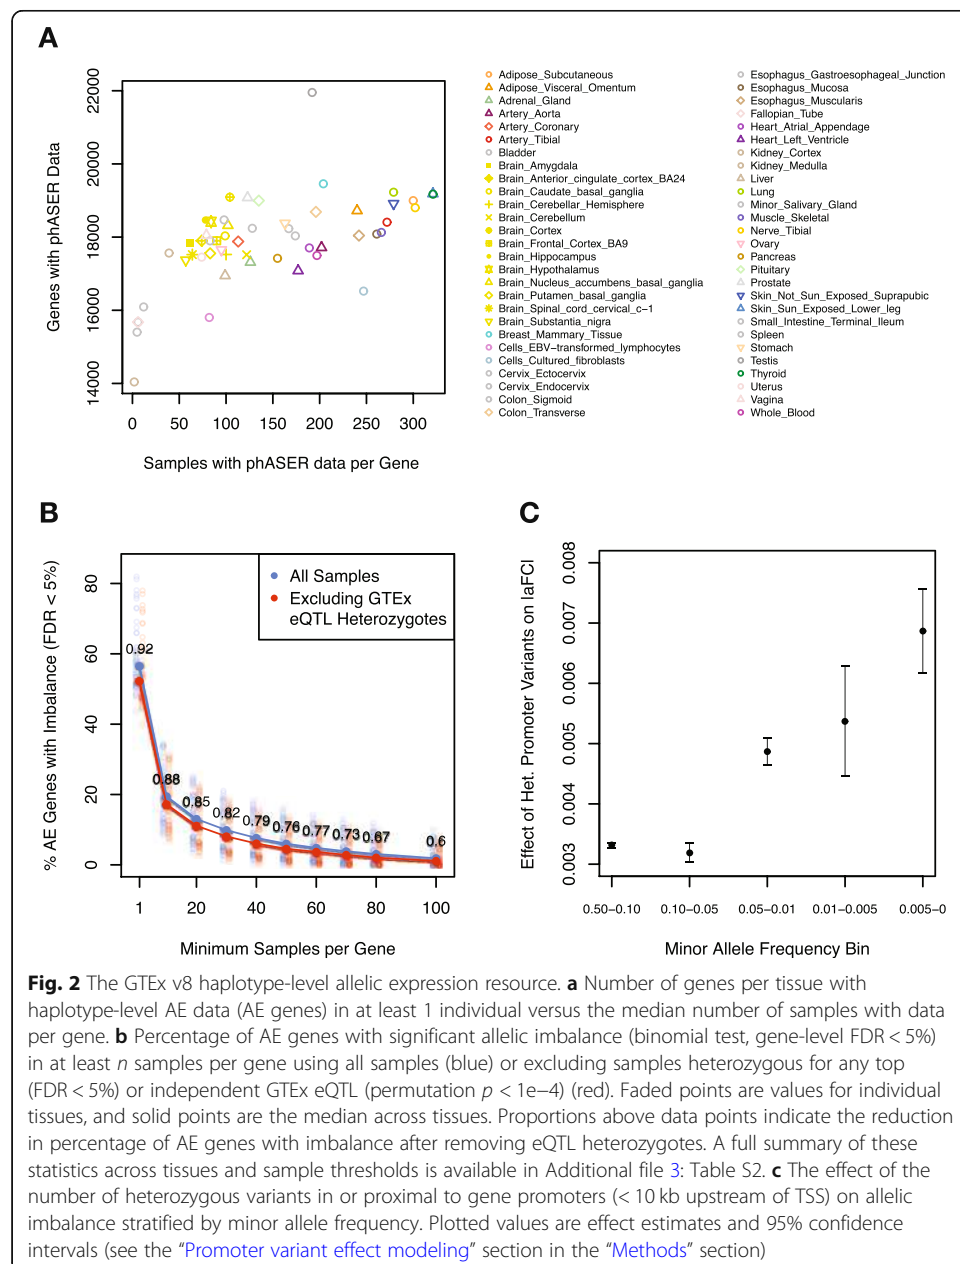 A
Genes with phASER Data
22000
20000
18000
16000
14000
0 50 100 150 200 250 300
Samples with phASER data per Gene
Adipose_Subcutaneous
Adipose_Visceral_Omentum
Adrenal_Gland
Artery_Aorta
Artery_Coronary
Artery_Tibial
Bladder
Brain_Amygdala
Brain_Anterior_cingulate_cortex_BA24
Brain_Caudate_basal_ganglia
Brain_Cerebellar_Hemisphere
Brain_Cerebellum
Brain_Cortex
Brain_Frontal_Cortex_BA9
Brain_Hippocampus
Brain_Hypothalamus
Brain_Nucleus_accumbens_basal_ganglia
Brain_Putamen_basal_ganglia
Brain_Spinal_cord_cervical_c−1
Brain_Substantia_nigra
Breast_Mammary_Tissue
Cells_EBV−transformed_lymphocytes
Cells_Cultured_fibroblasts
Cervix_Ectocervix
Cervix_Endocervix
Colon_Sigmoid
Colon_Transverse
Esophagus_Gastroesophageal_Junction
Esophagus_Mucosa
Esophagus_Muscularis
Fallopian_Tube
Heart_Atrial_Appendage
Heart_Left_Ventricle
Kidney_Cortex
Kidney_Medulla
Liver
Lung
Minor_Salivary_Gland
Muscle_Skeletal
Nerve_Tibial
Ovary
Pancreas
Pituitary
Prostate
Skin_Not_Sun_Exposed_Suprapubic
Skin_Sun_Exposed_Lower_leg
Small_Intestine_Terminal_Ileum
Spleen
Stomach
Testis
Thyroid
Uterus
Vagina
Whole_Blood
B
% AE Genes with Imbalance (FDR < 5%)
80
60
40
20
0
All Samples
Excluding GTEx
eQTL Heterozygotes
0.92
0.88
0.85
0.82
0.79
0.76
0.77
0.73
0.67
0.6
1 20 40 60 80 100
Minimum Samples per Gene
C
Effect of Het. Promoter Variants on |aFC|
0.008
0.007
0.006
0.005
0.004
0.003
0.50−0.10 0.10−0.05 0.05−0.01 0.01−0.005 0.005−0
Minor Allele Frequency Bin
Fig. 2 The GTEx v8 haplotype-level allelic expression resource. a Number of genes per tissue with
haplotype-level AE data (AE genes) in at least 1 individual versus the median number of samples with data
per gene. b Percentage of AE genes with significant allelic imbalance (binomial test, gene-level FDR < 5%)
in at least n samples per gene using all samples (blue) or excluding samples heterozygous for any top
(FDR < 5%) or independent GTEx eQTL (permutation p < 1e−4) (red). Faded points are values for individual
tissues, and solid points are the median across tissues. Proportions above data points indicate the reduction
in percentage of AE genes with imbalance after removing eQTL heterozygotes. A full summary of these
statistics across tissues and sample thresholds is available in Additional file 3: Table S2. c The effect of the
number of heterozygous variants in or proximal to gene promoters (< 10 kb upstream of TSS) on allelic
imbalance stratified by minor allele frequency. Plotted values are effect estimates and 95% confidence
intervals (see the “Promoter variant effect modeling” section in the “Methods” section)